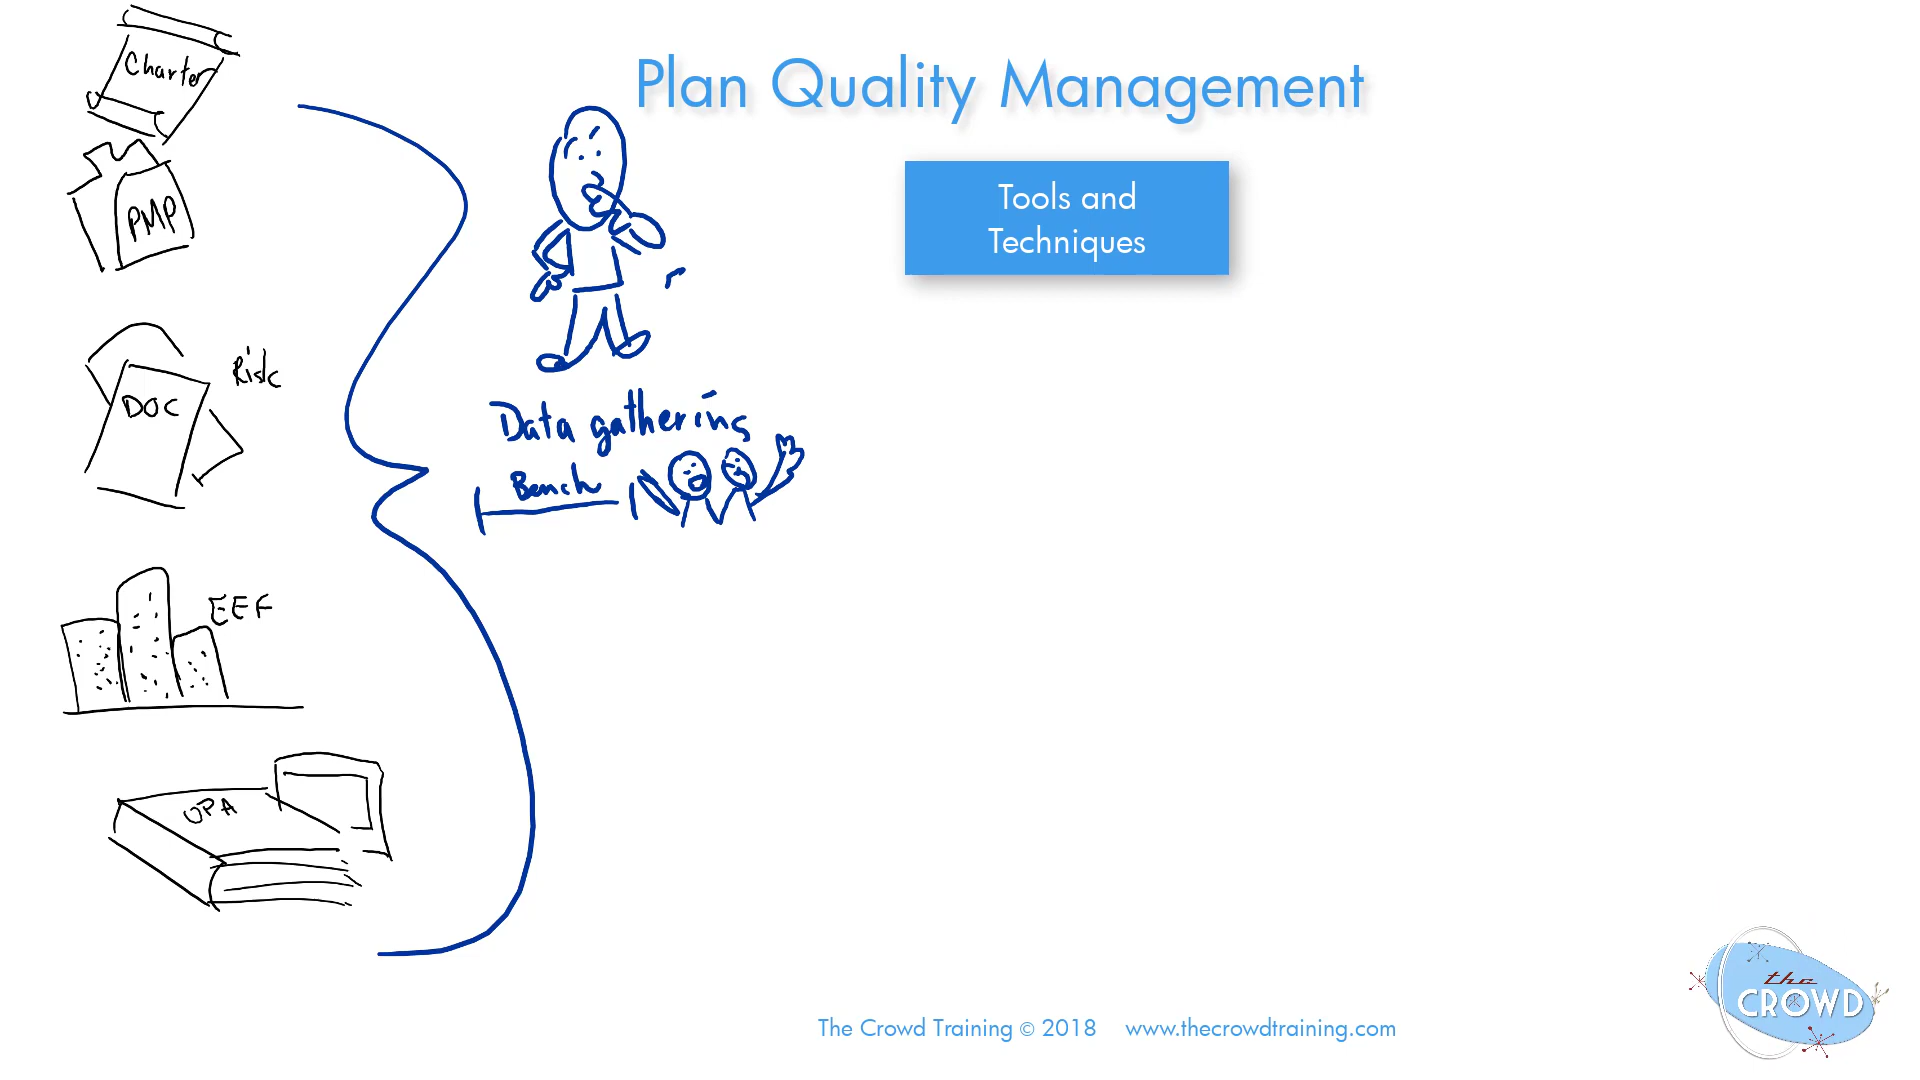 Plan Quality Management
Tools and
Techniques
Charter
PMP
DOC
Risk
EEF
OPA
Data gathering
Bench
The Crowd Training © 2018 www.thecrowdtraining.com
the
CROWD